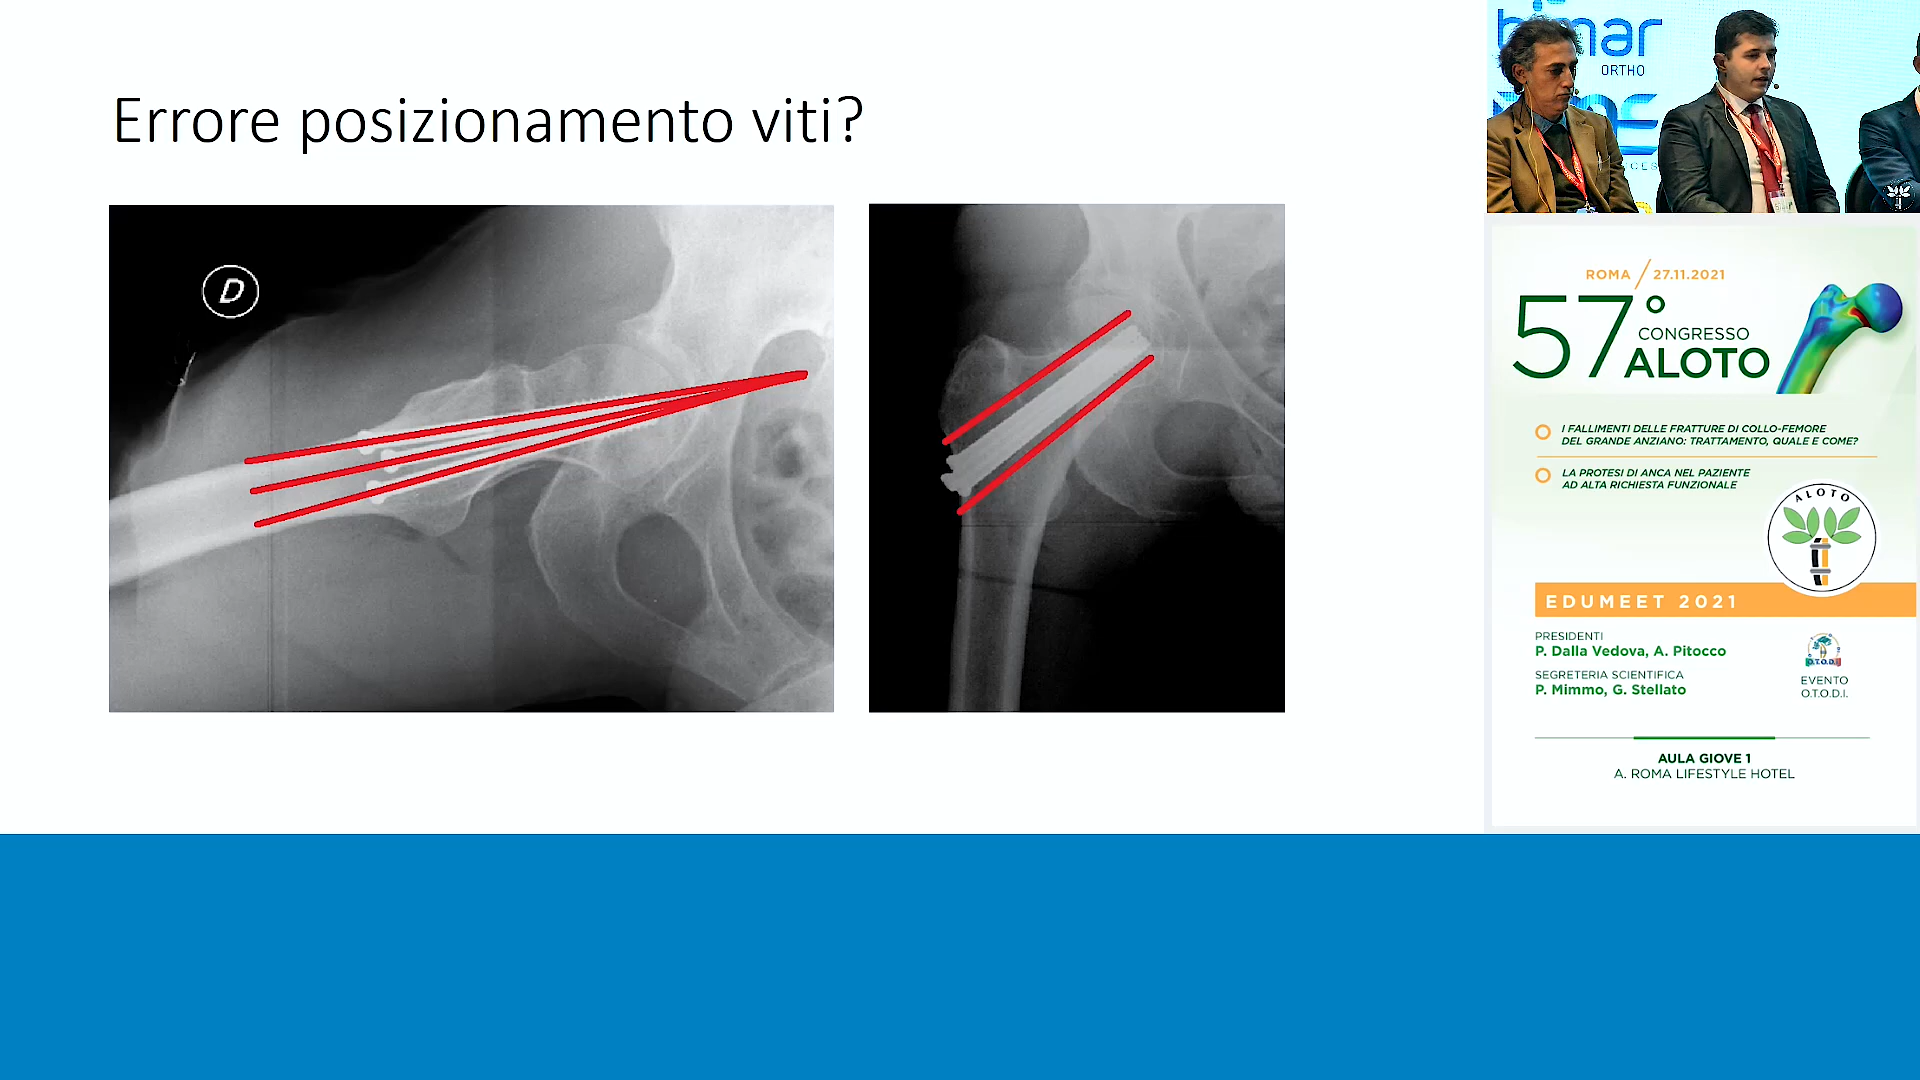 Errore posizionamento viti?
D
bimar
ORTHO
ROMA / 27.11.2021
57°
CONGRESSO
ALOTO
I FALLIMENTI DELLE FRATTURE DI COLLO-FEMORE
DEL GRANDE ANZIANO: TRATTAMENTO, QUALE E COME?
LA PROTESI DI ANCA NEL PAZIENTE
AD ALTA RICHIESTA FUNZIONALE
ALOTO
EDUMEET 2021
PRESIDENTI
P. Dalla Vedova, A. Pitocco
SEGRETERIA SCIENTIFICA
P. Mimmo, G. Stellato
O.T.O.D.I.
EVENTO
O.T.O.D.I.
AULA GIOVE 1
A. ROMA LIFESTYLE HOTEL